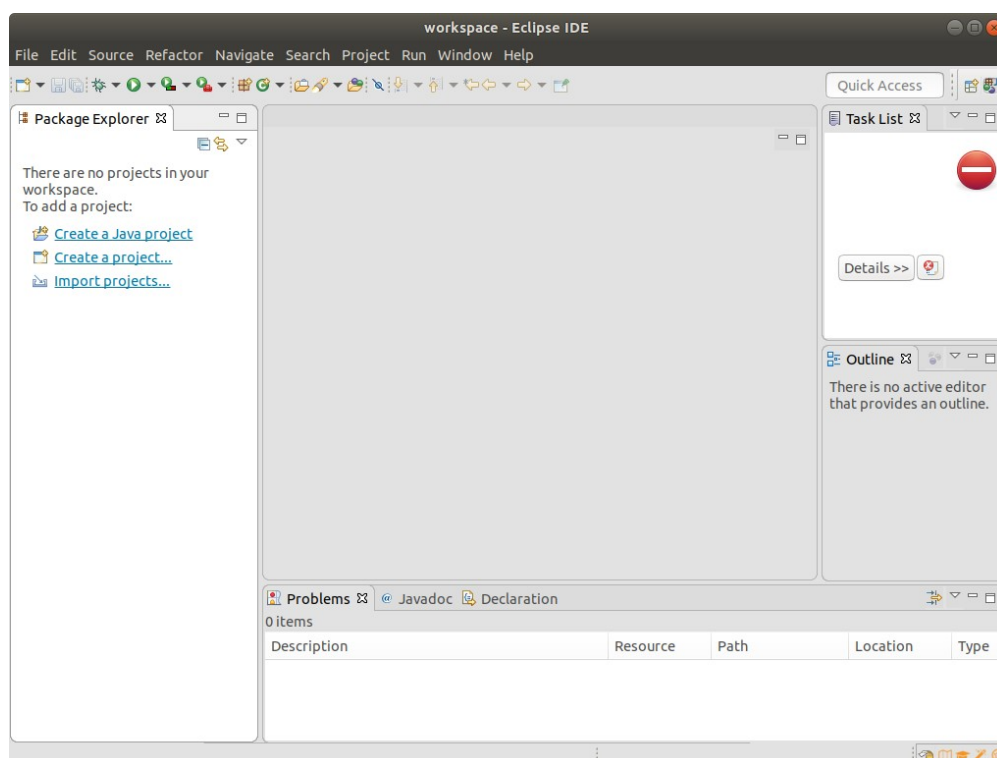 workspace - Eclipse IDE
File Edit Source Refactor Navigate Search Project Run Window Help
Quick Access
Package Explorer
There are no projects in your
workspace.
To add a project:
Create a Java project
Create a project...
Import projects...
Task List
Details >>
Outline
There is no active editor
that provides an outline.
Problems @ Javadoc Declaration
0 items
Description Resource Path Location Type